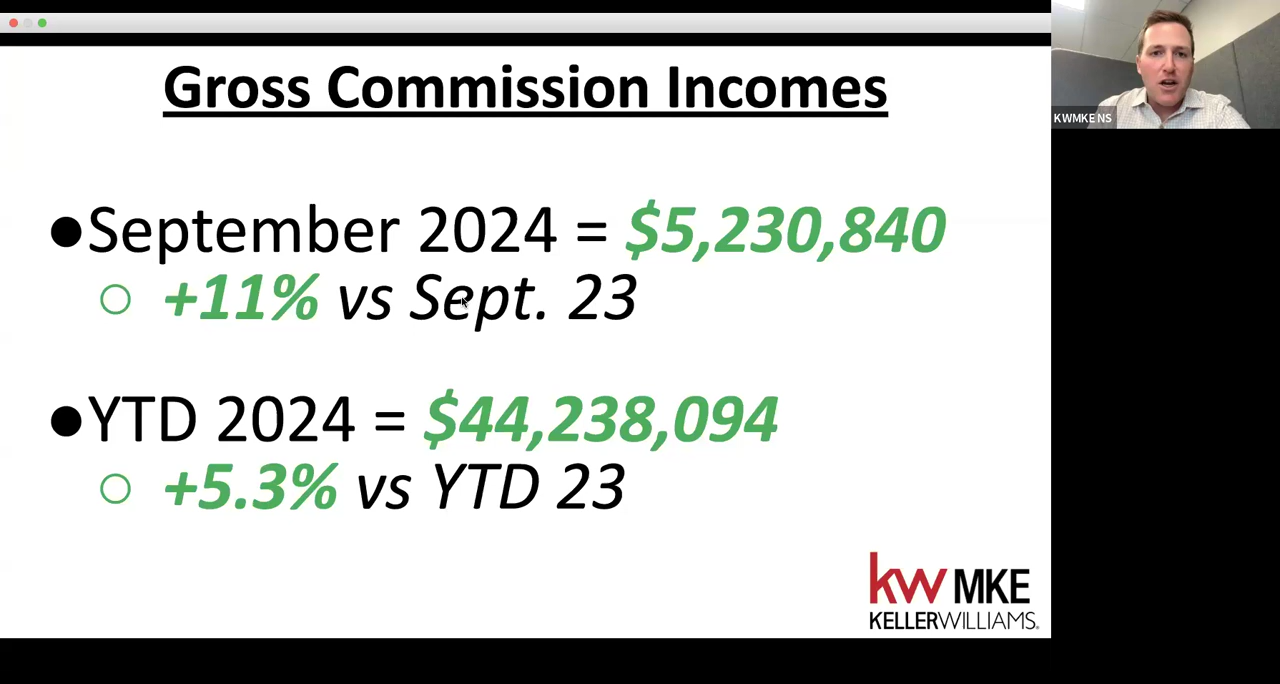 Gross Commission Incomes
●September 2024 = $5,230,840
○ +11% vs Sept. 23
●YTD 2024 = $44,238,094
○ +5.3% vs YTD 23
kw MKE
KELLERWILLIAMS®
KWMKE NS